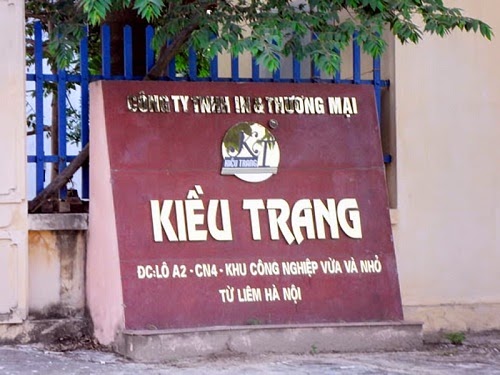 CÔNG TY TNHH IN & THƯƠNG MẠI
KT
KIỀU TRANG
KIỀU TRANG
ĐC:LÔ A2 - CN4 - KHU CÔNG NGHIỆP VỪA VÀ NHỎ
TỪ LIÊM HÀ NỘI